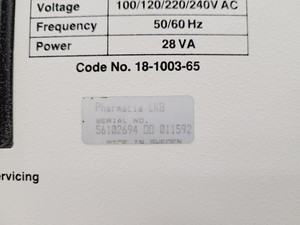 Voltage 100/120/220/240V AC
Frequency 50/60 Hz
Power 28 VA
Code No. 18-1003-65
Pharmacia LKB
SERIAL NO.
56102694 DD 011592
MADE IN SWEDEN
ervicing